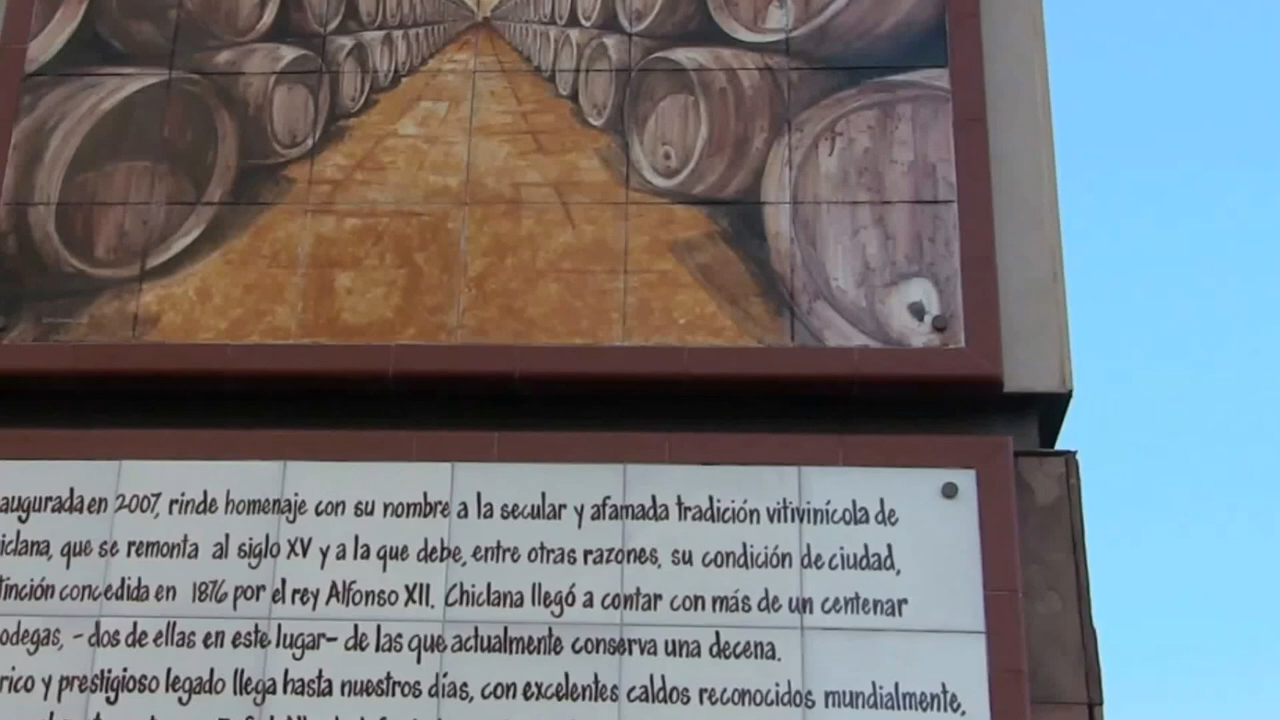 augurada en 2007, rinde homenaje con su nombre a la secular y afamada tradición vitivinícola de
iclana, que se remonta al siglo XV y a la que debe, entre otras razones, su condición de ciudad,
tinción concedida en 1876 por el rey Alfonso XII. Chiclana llegó a contar con más de un centenar
odegas, - dos de ellas en este lugar- de las que actualmente conserva una decena.
rico y prestigioso legado llega hasta nuestros días, con excelentes caldos reconocidos mundialmente,